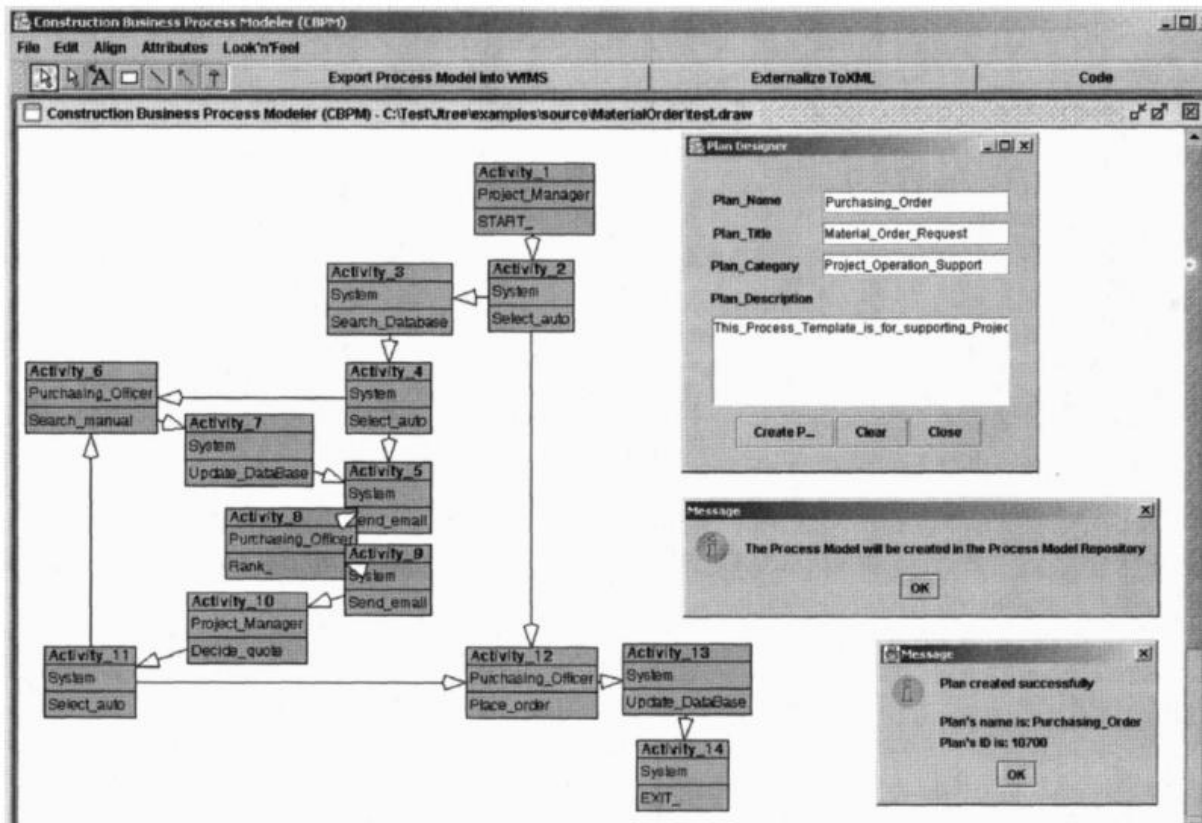 Construction Business Process Modeler (CBPM)
File Edit Align Attributes Look'n'Feel
A Export Process Model into WIMS Externalize ToXML Code
Construction Business Process Modeler (CBPM) - C:\Test\Jtree\examples\source\MaterialOrder\test.draw
Activity_1
Project_Manager
START_
Activity_2
System
Select_auto
Activity_3
System
Search_Database
Activity_4
System
Select_auto
Activity_6
Purchasing_Officer
Search_manual
Activity_7
System
Update_DataBase
Activity_5
System
Send_email
Activity_8
Purchasing_Officer
Rank_
Activity_9
System
Send_email
Activity_10
Project_Manager
Decide_quote
Activity_11
System
Select_auto
Activity_12
Purchasing_Officer
Place_order
Activity_13
System
Update_DataBase
Activity_14
System
EXIT_
Plan Designer
Plan_Name Purchasing_Order
Plan_Title Material_Order_Request
Plan_Category Project_Operation_Support
Plan_Description
This_Process_Template_is_for_supporting_Projec
Create P... Clear Close
Message
The Process Model will be created in the Process Model Repository
OK
Message
Plan created successfully
Plan's name is: Purchasing_Order
Plan's ID is: 10700
OK